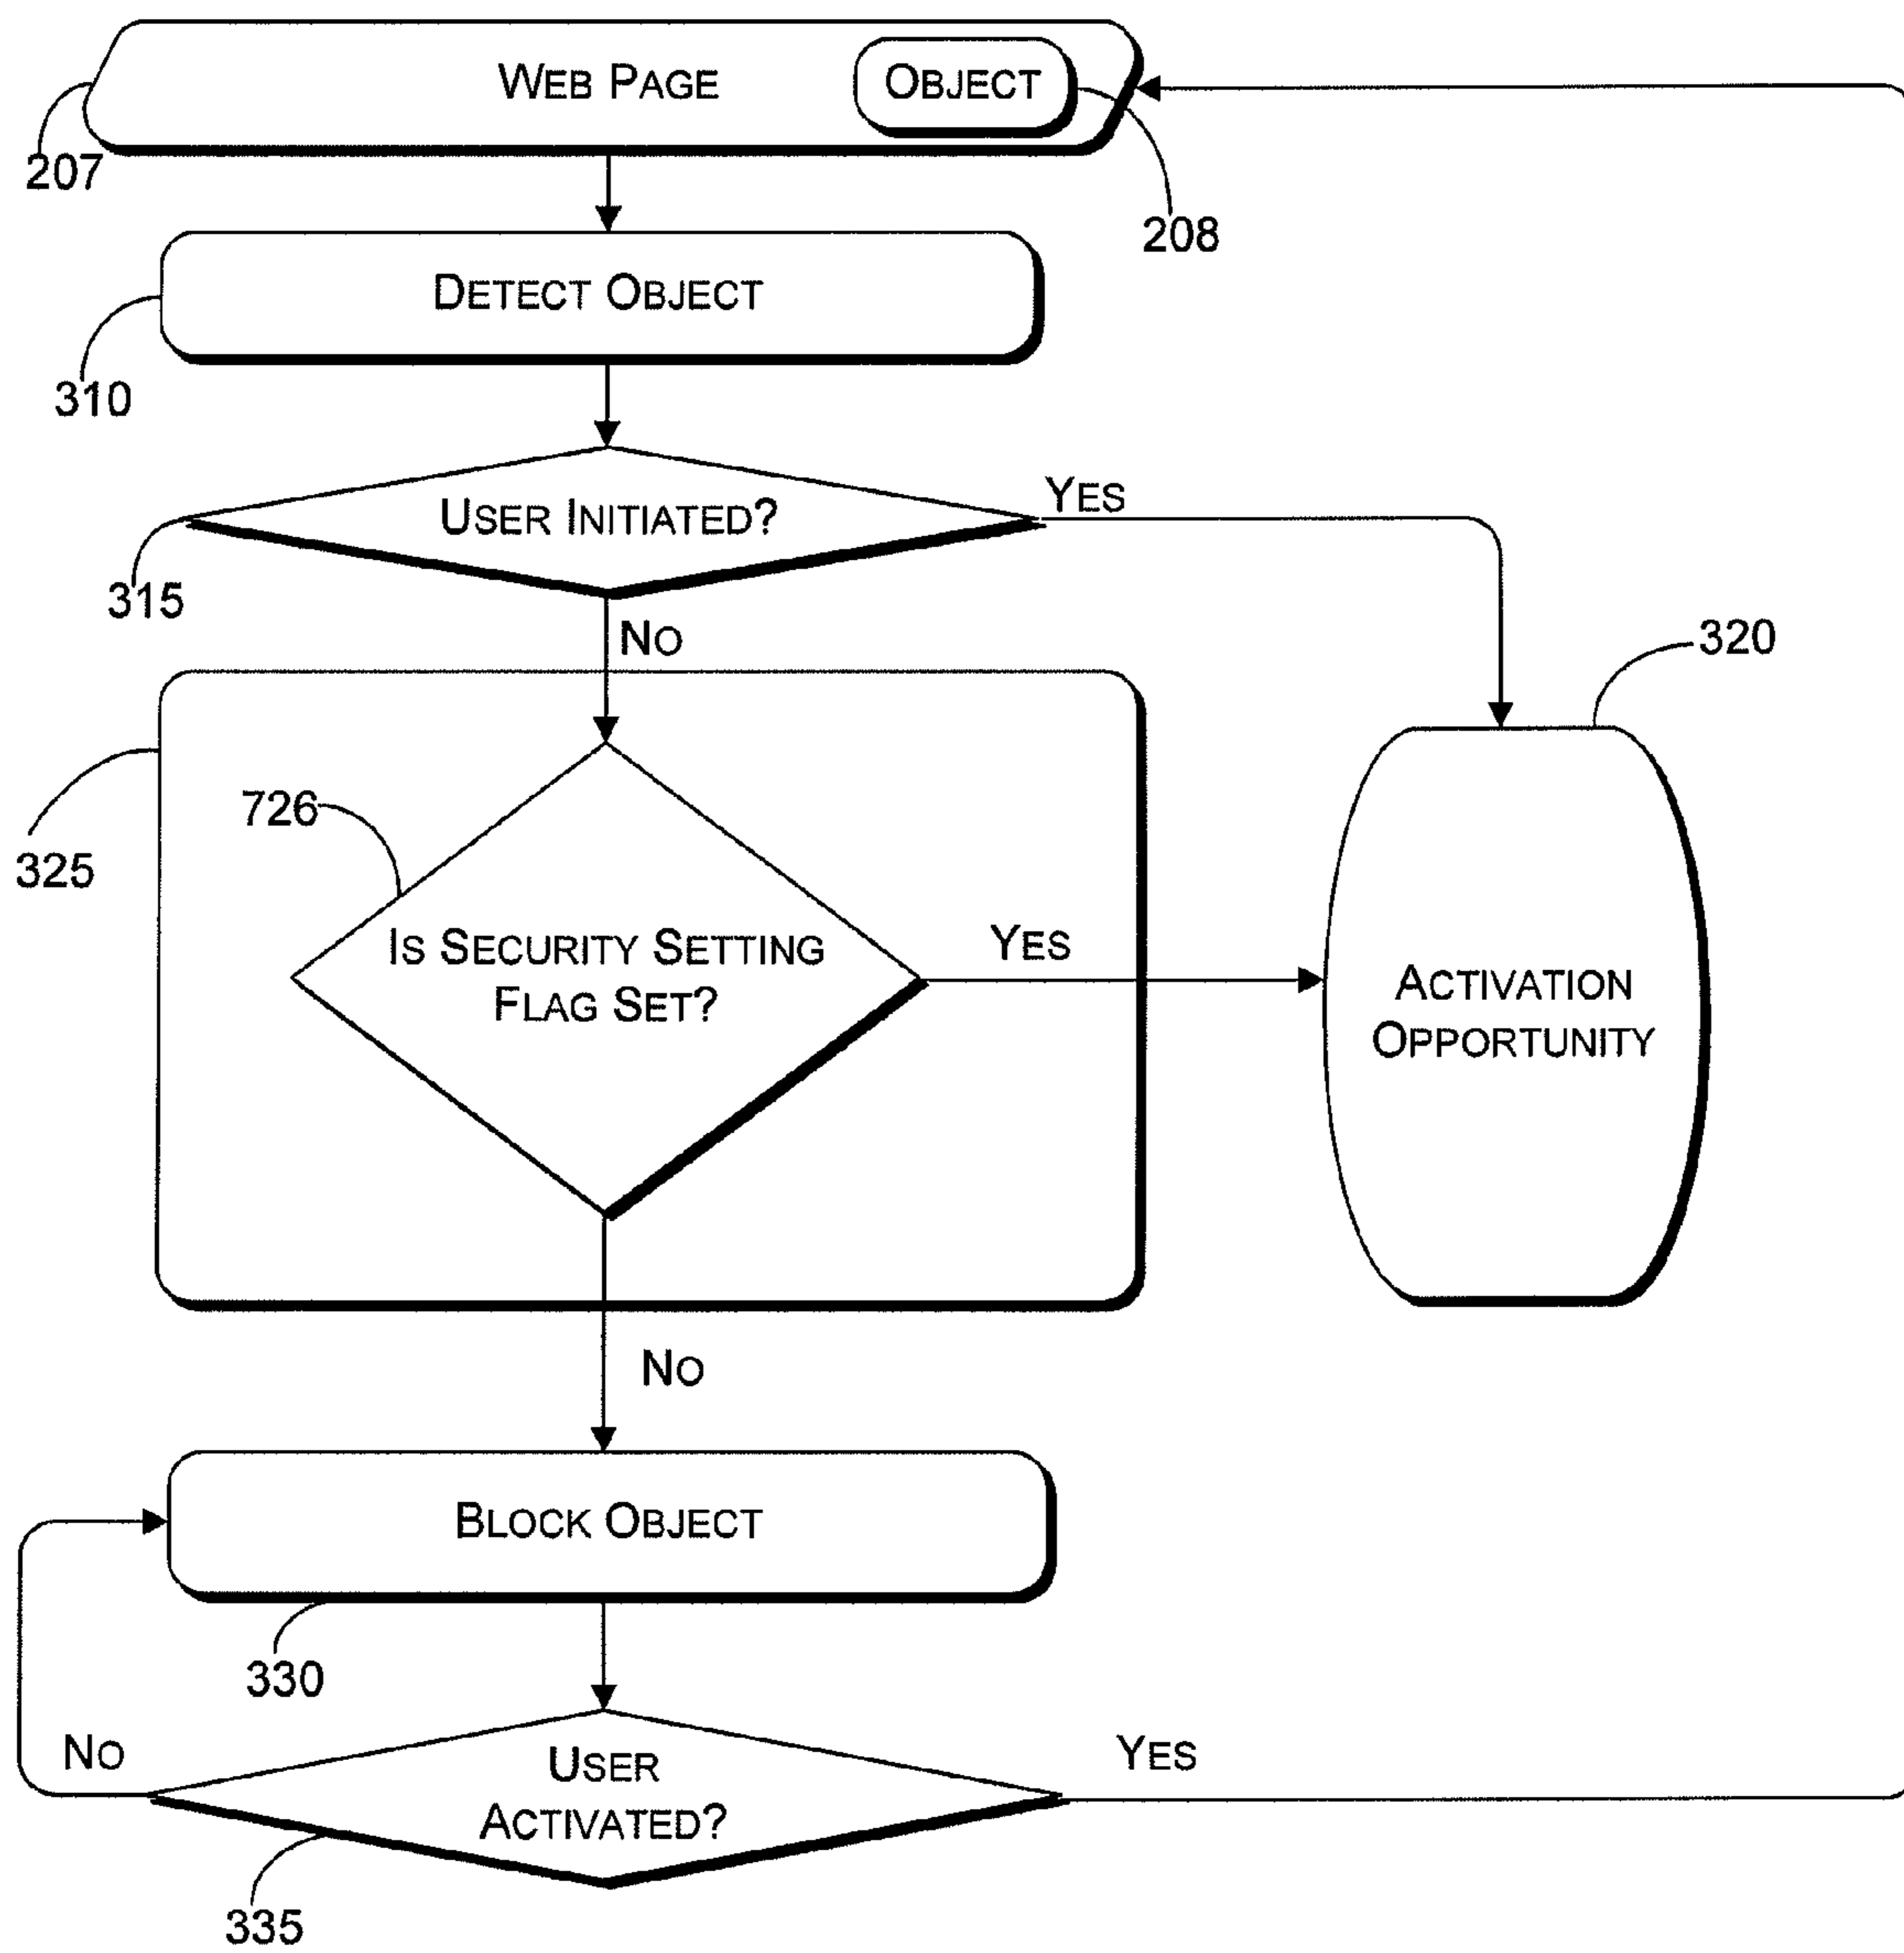 WEB PAGE
OBJECT
207
208
DETECT OBJECT
310
USER INITIATED?
YES
315
NO
320
325
726
IS SECURITY SETTING
FLAG SET?
YES
ACTIVATION
OPPORTUNITY
NO
BLOCK OBJECT
330
NO
USER
ACTIVATED?
YES
335